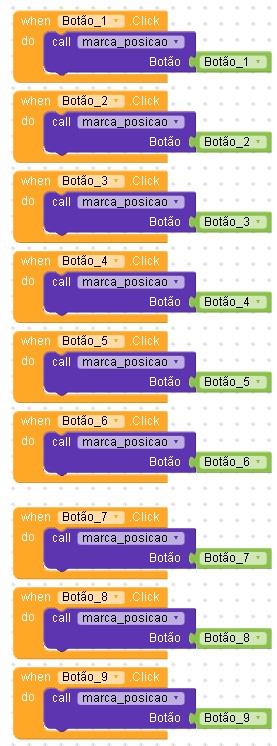 when Botão_1 .Click
do call marca_posicao
Botão Botão_1
when Botão_2 .Click
do call marca_posicao
Botão Botão_2
when Botão_3 .Click
do call marca_posicao
Botão Botão_3
when Botão_4 .Click
do call marca_posicao
Botão Botão_4
when Botão_5 .Click
do call marca_posicao
Botão Botão_5
when Botão_6 .Click
do call marca_posicao
Botão Botão_6
when Botão_7 .Click
do call marca_posicao
Botão Botão_7
when Botão_8 .Click
do call marca_posicao
Botão Botão_8
when Botão_9 .Click
do call marca_posicao
Botão Botão_9